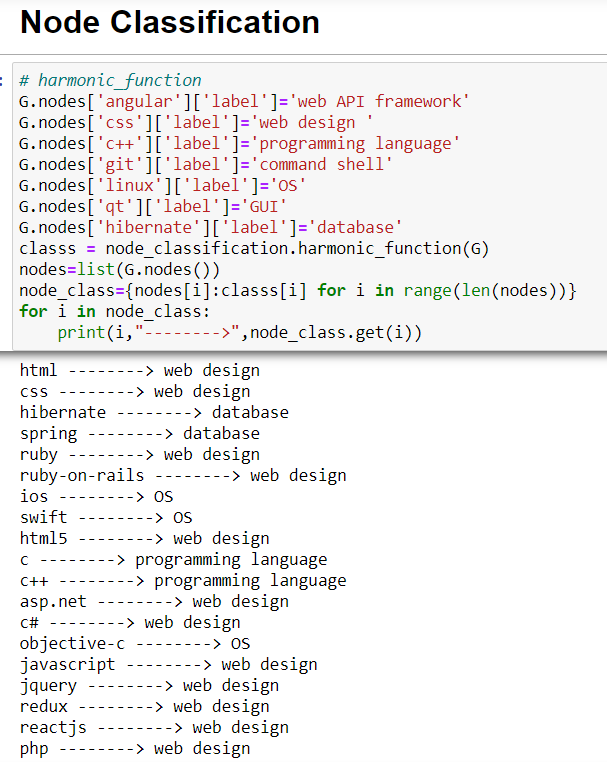 Node Classification
:
# harmonic_function
G.nodes['angular']['label']='web API framework'
G.nodes['css']['label']='web design '
G.nodes['c++']['label']='programming language'
G.nodes['git']['label']='command shell'
G.nodes['linux']['label']='OS'
G.nodes['qt']['label']='GUI'
G.nodes['hibernate']['label']='database'
classs = node_classification.harmonic_function(G)
nodes=list(G.nodes())
node_class={nodes[i]:classs[i] for i in range(len(nodes))}
for i in node_class:
    print(i,"-------->",node_class.get(i))
html --------> web design
css --------> web design
hibernate --------> database
spring --------> database
ruby --------> web design
ruby-on-rails --------> web design
ios --------> OS
swift --------> OS
html5 --------> web design
c --------> programming language
c++ --------> programming language
asp.net --------> web design
c# --------> web design
objective-c --------> OS
javascript --------> web design
jquery --------> web design
redux --------> web design
reactjs --------> web design
php --------> web design